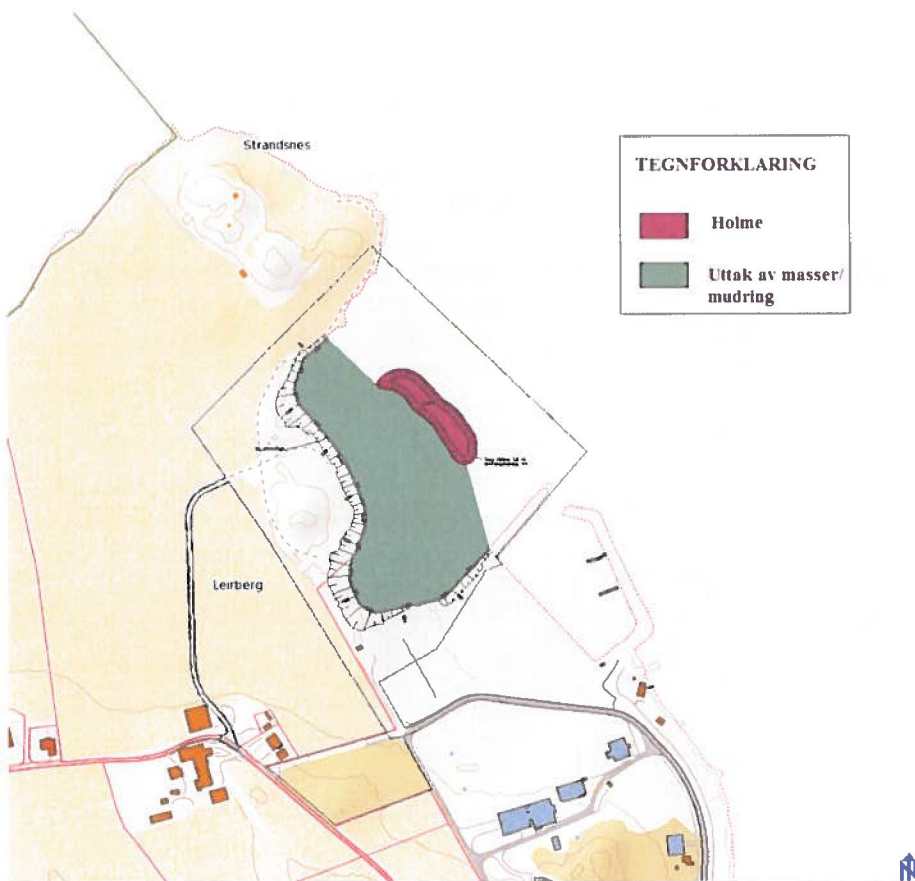 Strandsnes
TEGNFORKLARING
Holme
Uttak av masser/
mudring
Leirberg
N